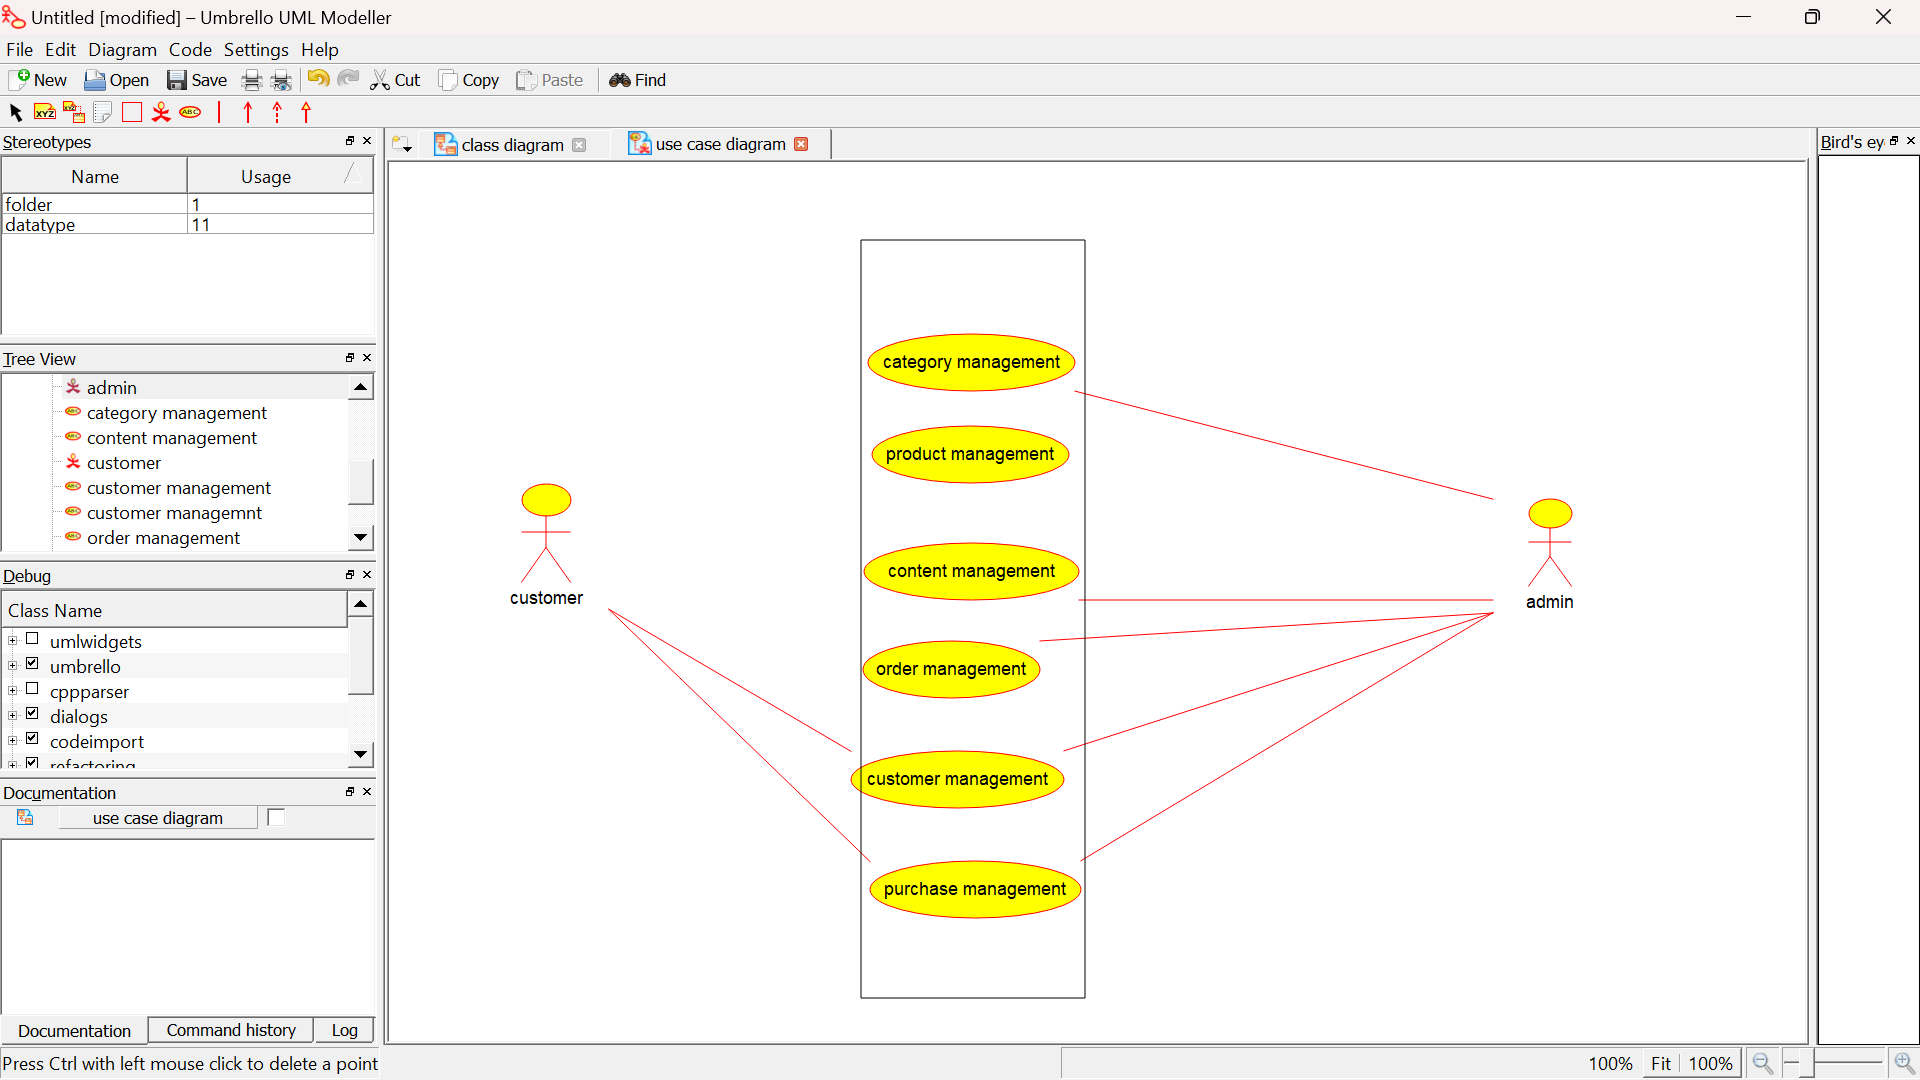 Untitled [modified] – Umbrello UML Modeller
File Edit Diagram Code Settings Help
New Open Save Cut Copy Paste Find
XYZ XYZ ABC
Stereotypes
Name Usage
folder 1
datatype 11
Tree View
admin
category management
content management
customer
customer management
customer managemnt
order management
Debug
Class Name
umlwidgets
umbrello
cppparser
dialogs
codeimport
refactoring
Documentation
use case diagram
Documentation Command history Log
Press Ctrl with left mouse click to delete a point
class diagram use case diagram
category management
product management
content management
order management
customer management
purchase management
customer
admin
Bird's ey
100% Fit 100%